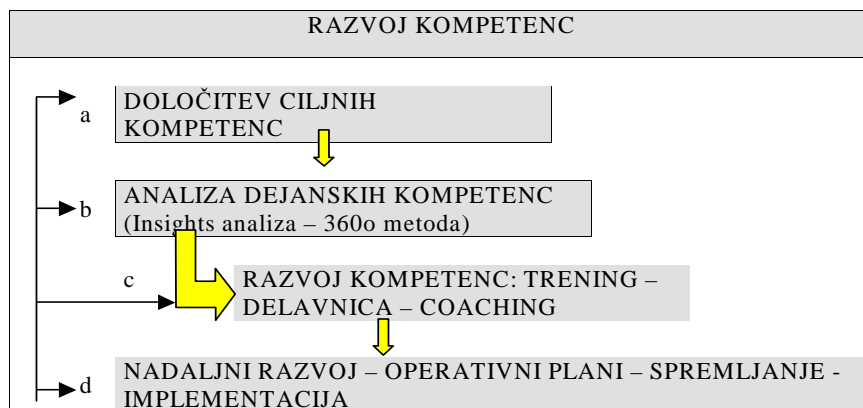 RAZVOJ KOMPETENC
a
DOLOČITEV CILJNIH
KOMPETENC
b
ANALIZA DEJANSKIH KOMPETENC
(Insights analiza – 360o metoda)
c
RAZVOJ KOMPETENC: TRENING –
DELAVNICA – COACHING
d
NADALJNI RAZVOJ – OPERATIVNI PLANI – SPREMLJANJE -
IMPLEMENTACIJA